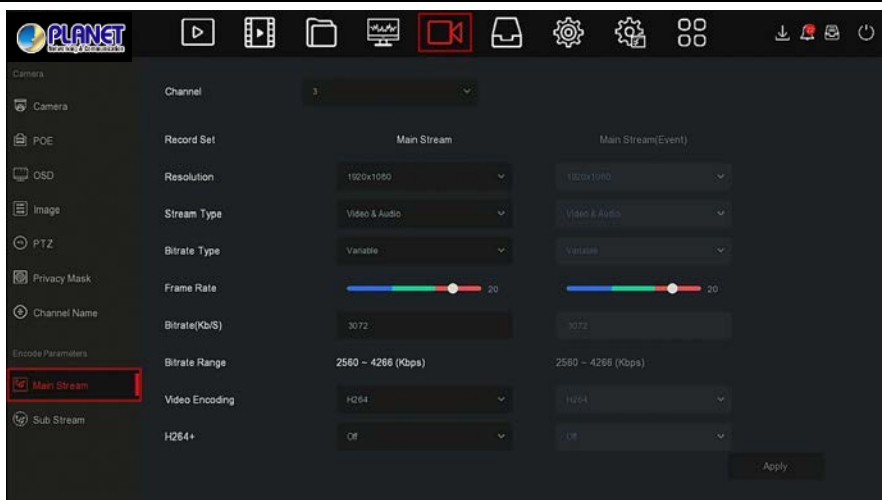 PLANET
Networking & Communication
Camera
Camera
POE
OSD
Image
PTZ
Privacy Mask
Channel Name
Encode Parameters
Main Stream
Sub Stream
Channel 3
Record Set Main Stream Main Stream(Event)
Resolution 1920x1080 1920x1080
Stream Type Video & Audio Video & Audio
Bitrate Type Variable Variable
Frame Rate 20 20
Bitrate(Kb/S) 3072 3072
Bitrate Range 2560 ~ 4266 (Kbps) 2560 ~ 4266 (Kbps)
Video Encoding H264 H264
H264+ Off Off
Apply